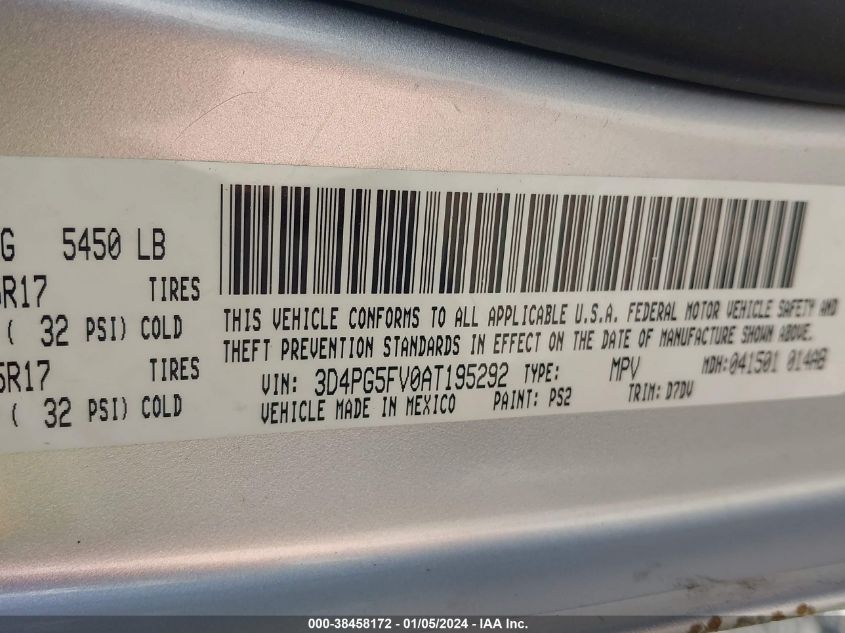 G 5450 LB
R17 TIRES
( 32 PSI) COLD
5R17 TIRES
( 32 PSI) COLD
THIS VEHICLE CONFORMS TO ALL APPLICABLE U.S.A. FEDERAL MOTOR VEHICLE SAFETY AND
THEFT PREVENTION STANDARDS IN EFFECT ON THE DATE OF MANUFACTURE SHOWN ABOVE.
VIN: 3D4PG5FV0AT195292 TYPE: MPV MDH:041501 014AB
VEHICLE MADE IN MEXICO PAINT: PS2 TRIM: D7DV
000-38458172 - 01/05/2024 - IAA Inc.